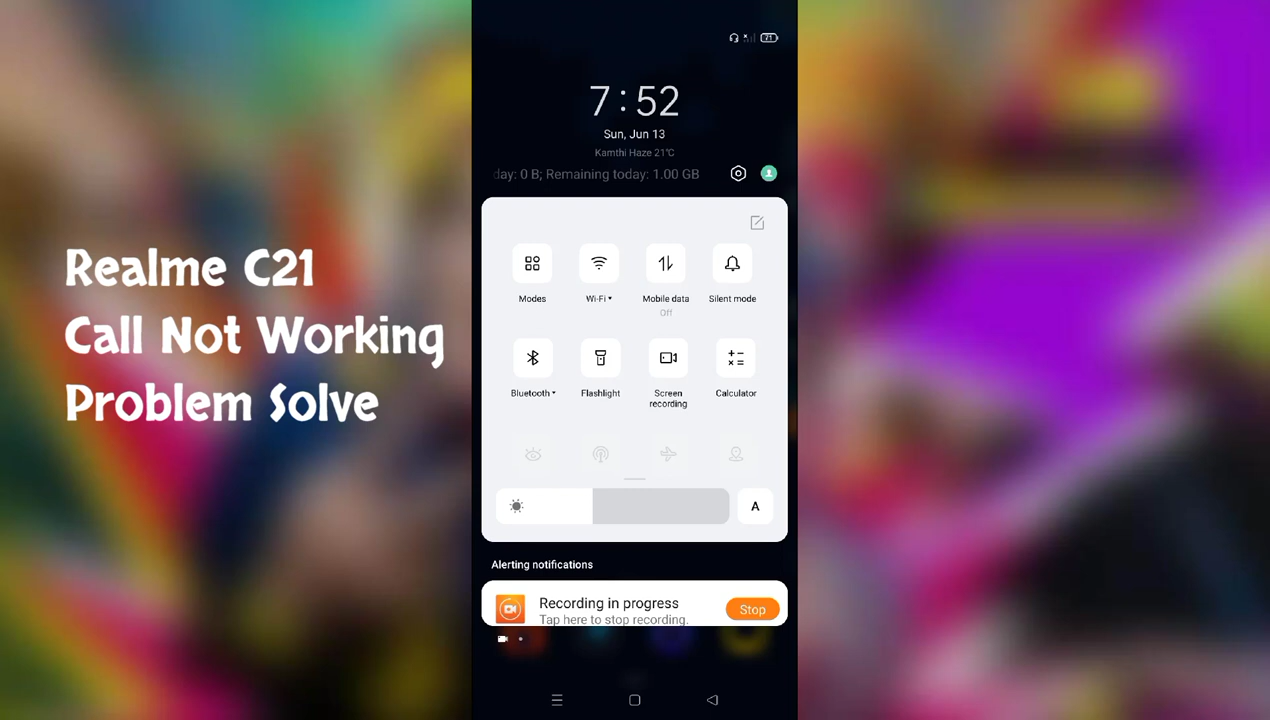 Realme C21
Call Not Working
Problem Solve
71
7:52
Sun, Jun 13
Kamthi Haze 21°C
day: 0 B; Remaining today: 1.00 GB
Modes
Wi-Fi
Mobile data
Silent mode
Off
Bluetooth
Flashlight
Screen recording
Calculator
A
Alerting notifications
Recording in progress
Stop
Tap here to stop recording.